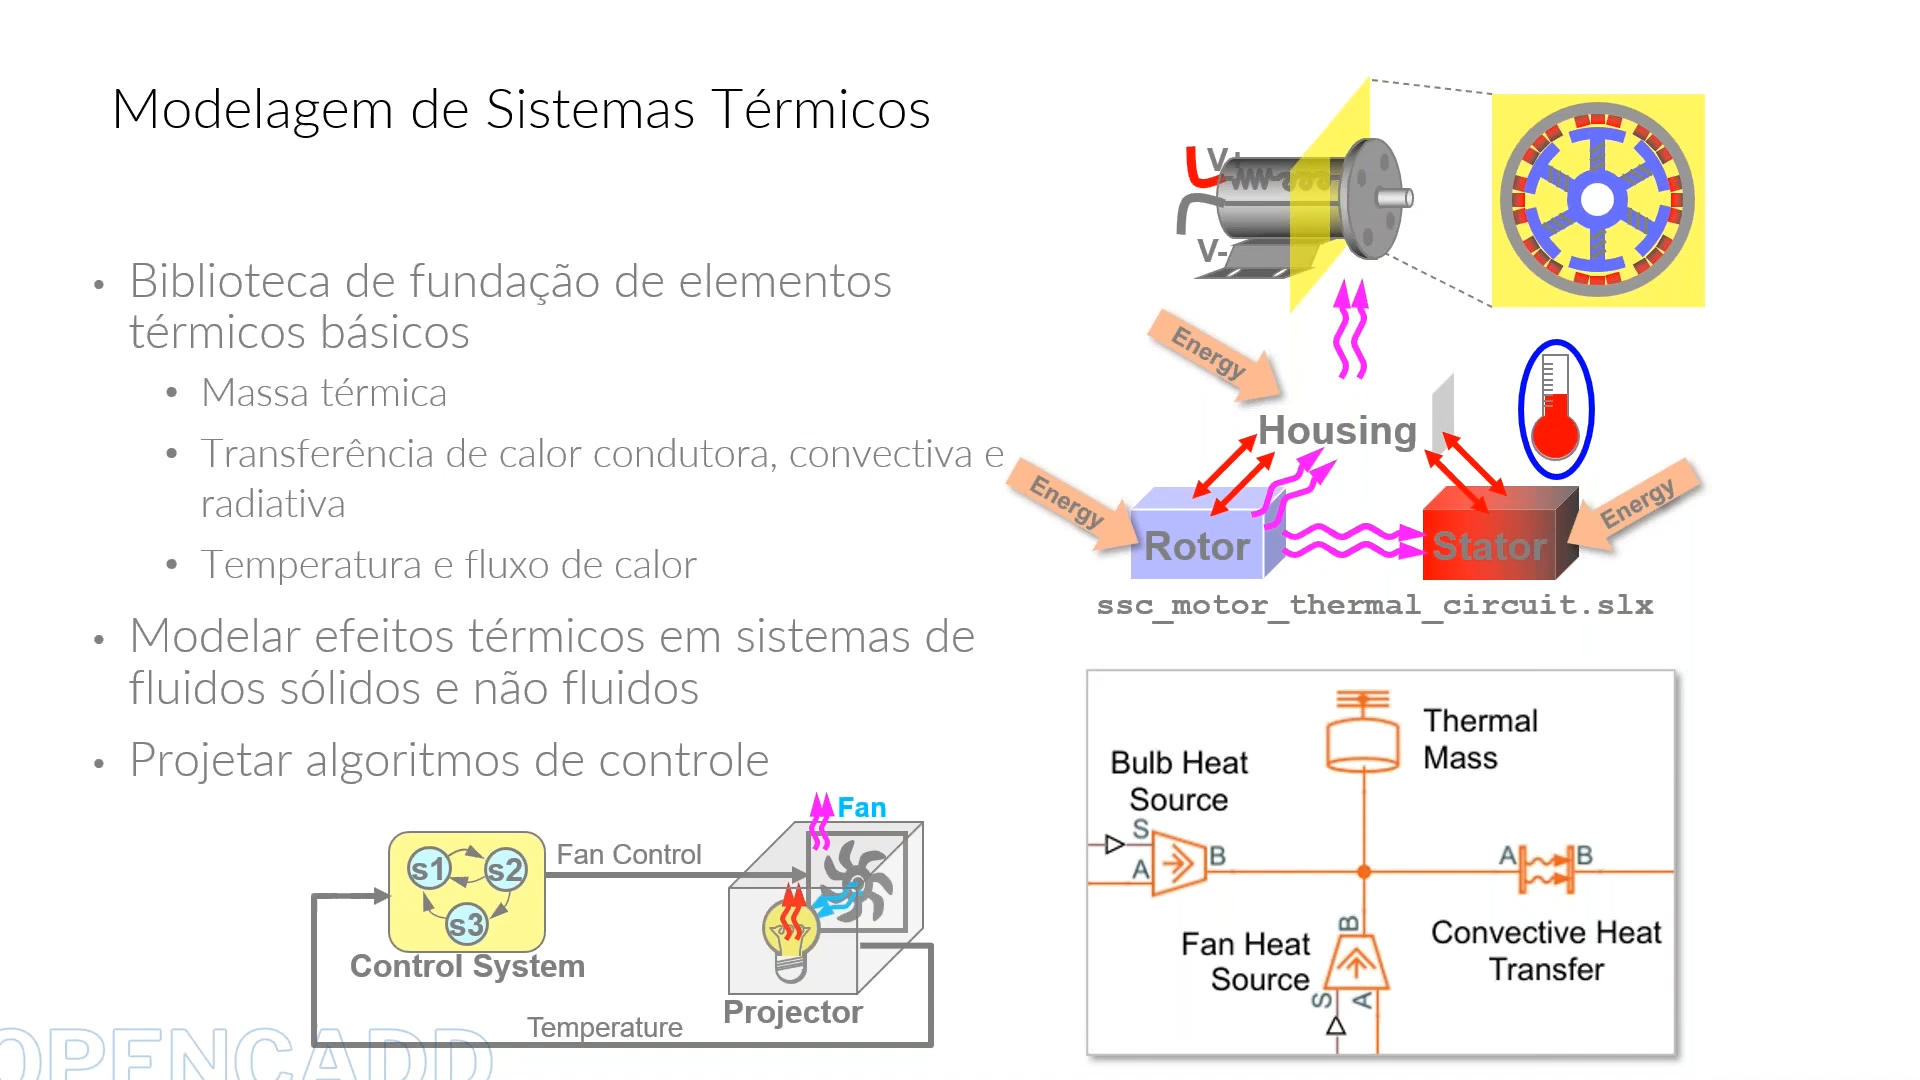 Modelagem de Sistemas Térmicos
• Biblioteca de fundação de elementos
térmicos básicos
• Massa térmica
• Transferência de calor condutora, convectiva e
radiativa
• Temperatura e fluxo de calor
• Modelar efeitos térmicos em sistemas de
fluidos sólidos e não fluidos
• Projetar algoritmos de controle
V+
V-
Energy
Housing
Energy
Energy
Rotor
Stator
ssc_motor_thermal_circuit.slx
Fan
Fan Control
s1
s2
s3
Control System
Projector
Temperature
OPENCADD
Thermal
Mass
Bulb Heat
Source
S
A
B
A
B
B
Fan Heat
Source
S
A
Convective Heat
Transfer